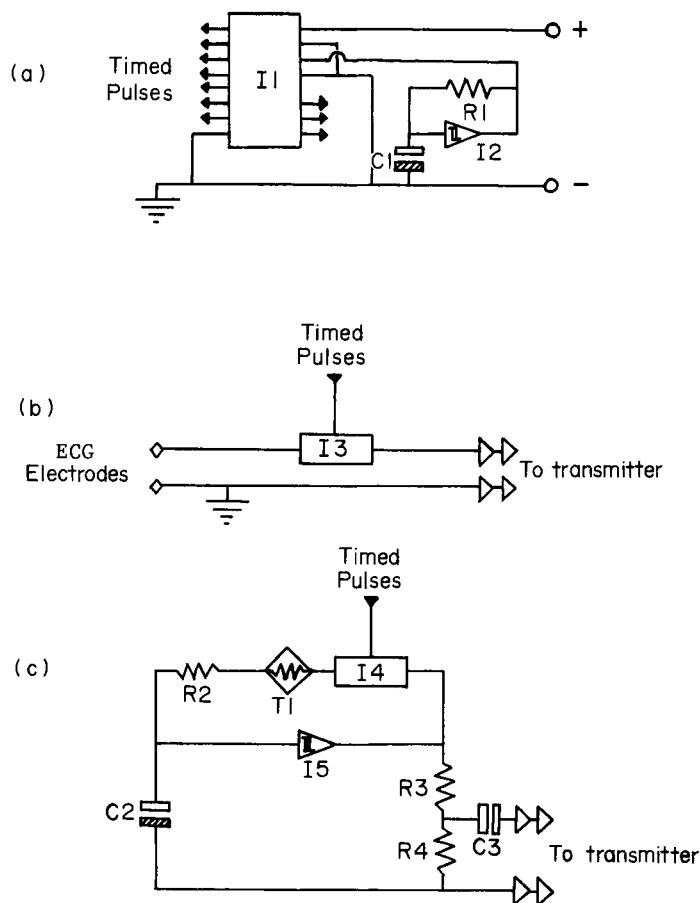 +
(a)
Timed
Pulses
I1
R1
C1
I2
−
Timed
Pulses
(b)
I3
ECG
Electrodes
To transmitter
Timed
Pulses
(c)
I4
R2
T1
I5
R3
C2
C3
R4
To transmitter